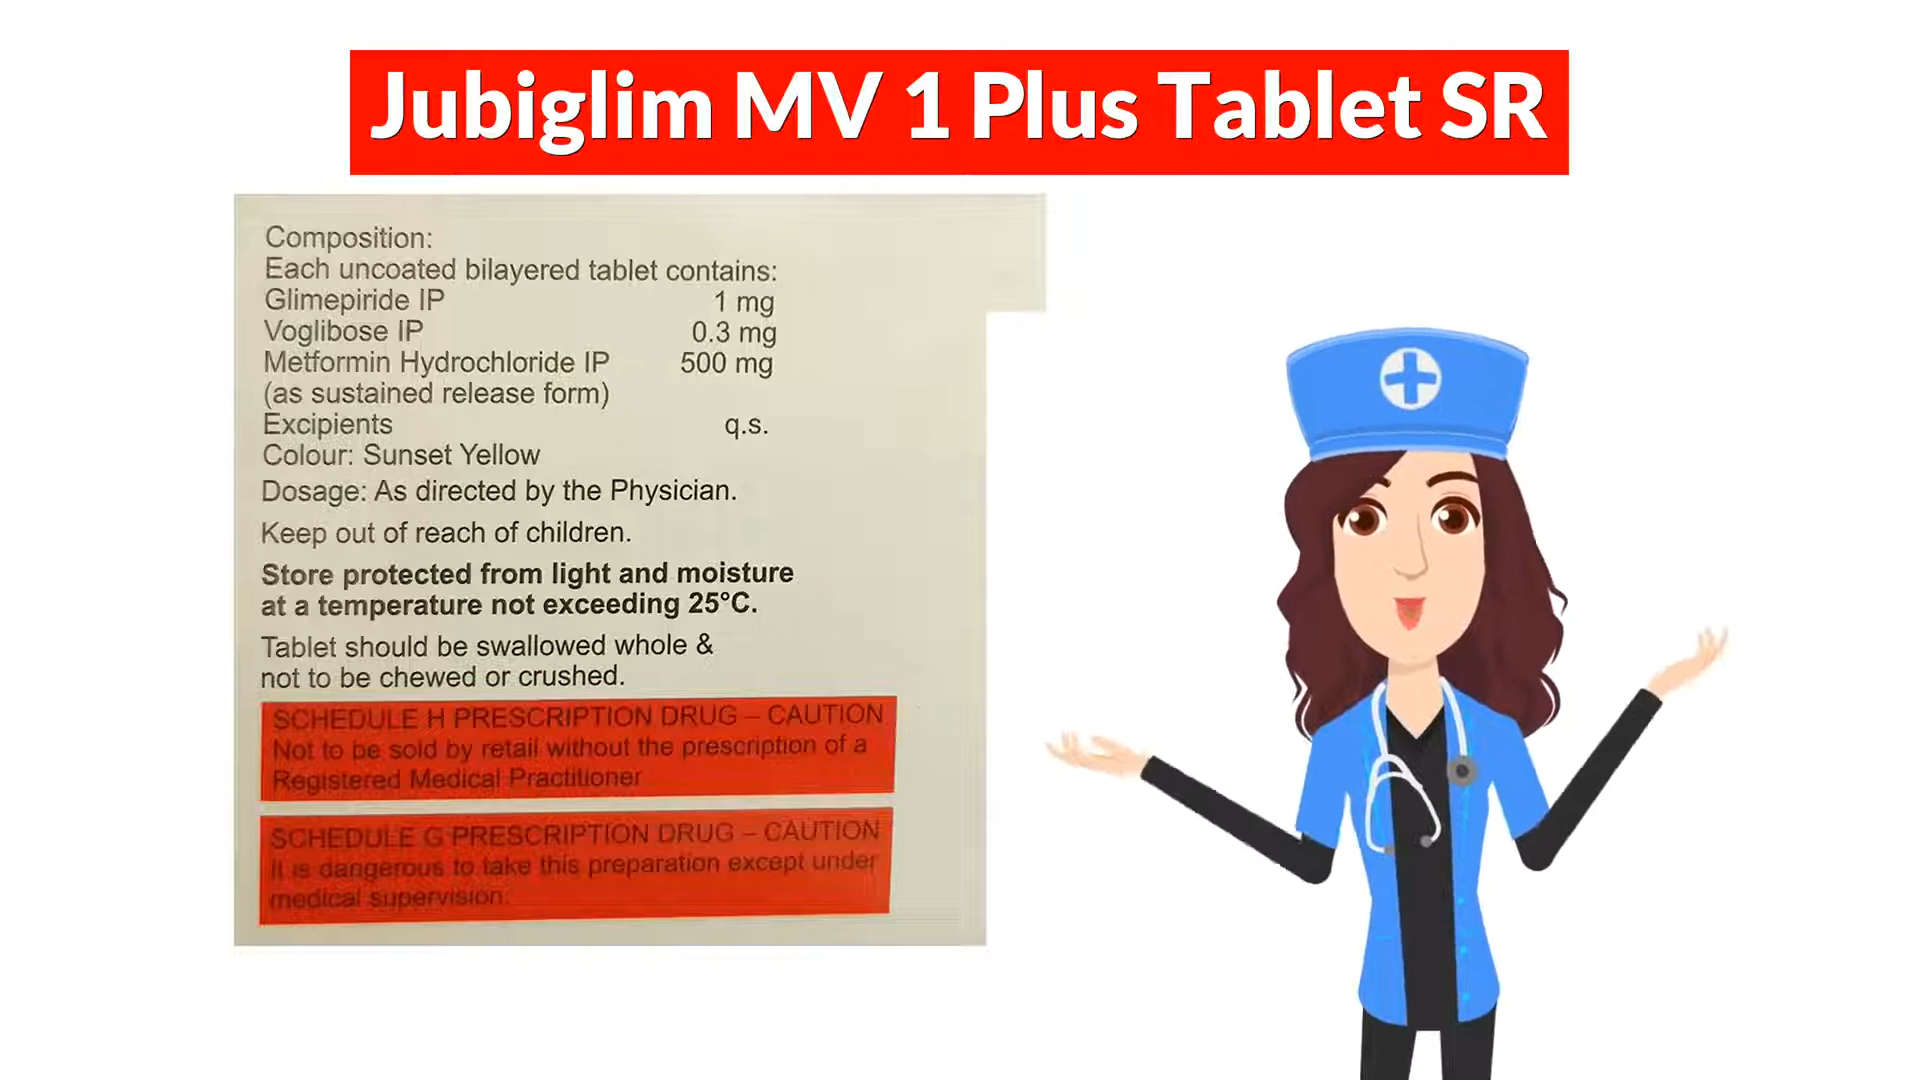 Jubiglim MV 1 Plus Tablet SR
Composition:
Each uncoated bilayered tablet contains:
Glimepiride IP 1 mg
Voglibose IP 0.3 mg
Metformin Hydrochloride IP 500 mg
(as sustained release form)
Excipients q.s.
Colour: Sunset Yellow
Dosage: As directed by the Physician.
Keep out of reach of children.
Store protected from light and moisture
at a temperature not exceeding 25°C.
Tablet should be swallowed whole &
not to be chewed or crushed.
SCHEDULE H PRESCRIPTION DRUG – CAUTION
Not to be sold by retail without the prescription of a
Registered Medical Practitioner
SCHEDULE G PRESCRIPTION DRUG – CAUTION
It is dangerous to take this preparation except under
medical supervision.